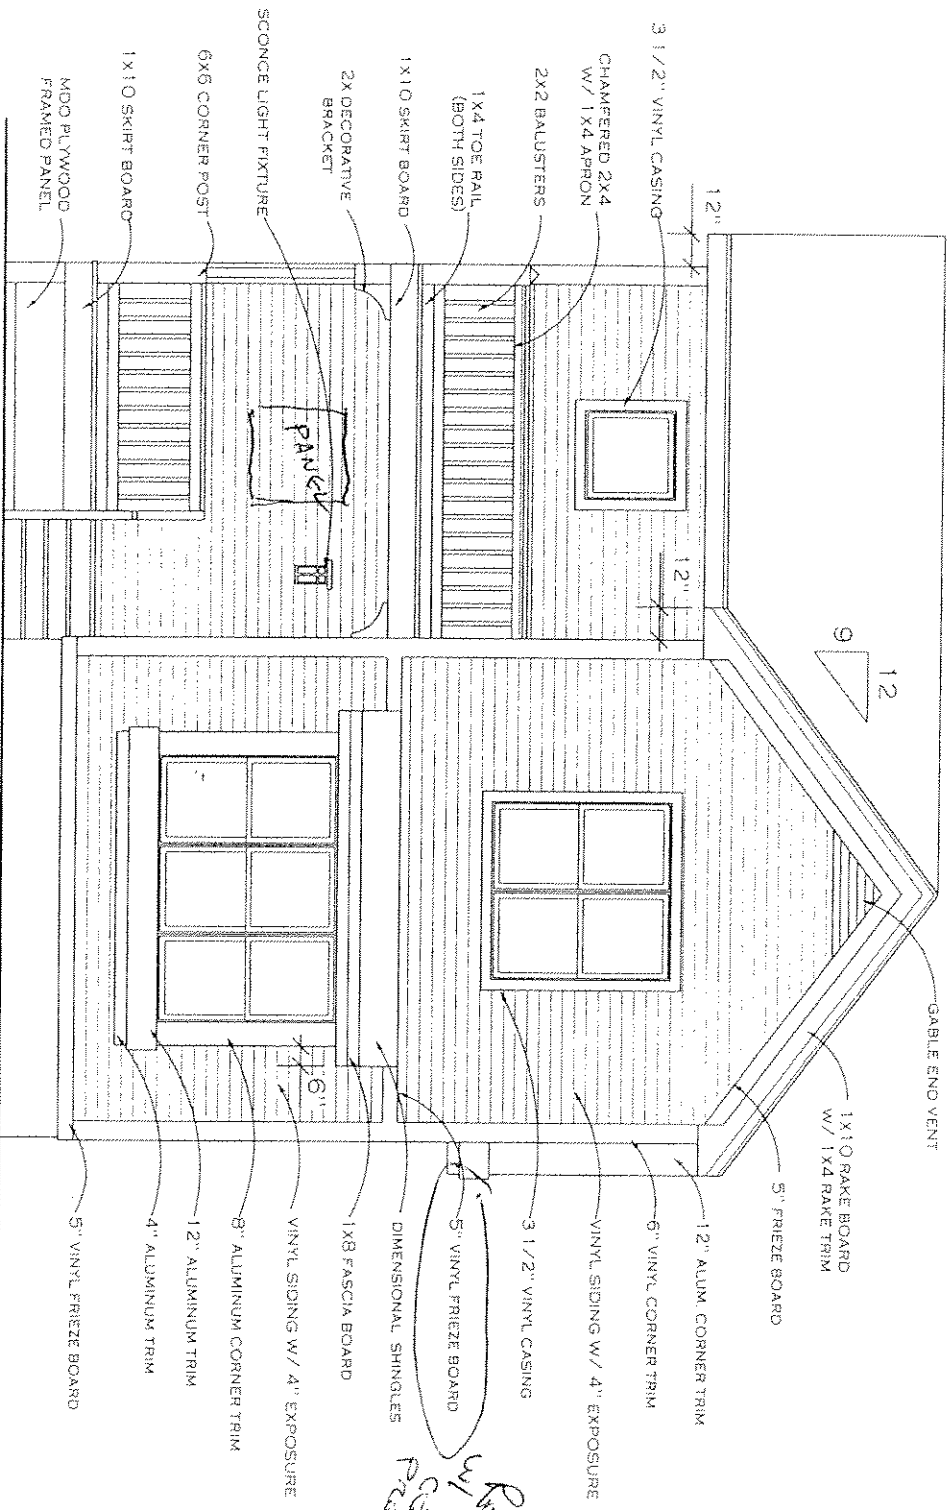 12"
3 1/2" VINYL CASING
CHAMFERED 2X4
W/ 1X4 APRON
2X2 BALUSTERS
1X4 TOE RAIL
(BOTH SIDES)
1X10 SKIRT BOARD
2X DECORATIVE
BRACKET
SCONCE LIGHT FIXTURE
6X6 CORNER POST
1X10 SKIRT BOARD
MDO PLYWOOD
FRAMED PANEL
PANEL
12"
12
9
6"
GABLE END VENT
1X10 RAKE BOARD
W/ 1X4 RAKE TRIM
5" FRIEZE BOARD
12" ALUM. CORNER TRIM
6" VINYL CORNER TRIM
VINYL SIDING W/ 4" EXPOSURE
3 1/2" VINYL CASING
5" VINYL FRIEZE BOARD
DIMENSIONAL SHINGLES
1X8 FASCIA BOARD
VINYL SIDING W/ 4" EXPOSURE
8" ALUMINUM CORNER TRIM
12" ALUMINUM TRIM
4" ALUMINUM TRIM
5" VINYL FRIEZE BOARD
W/